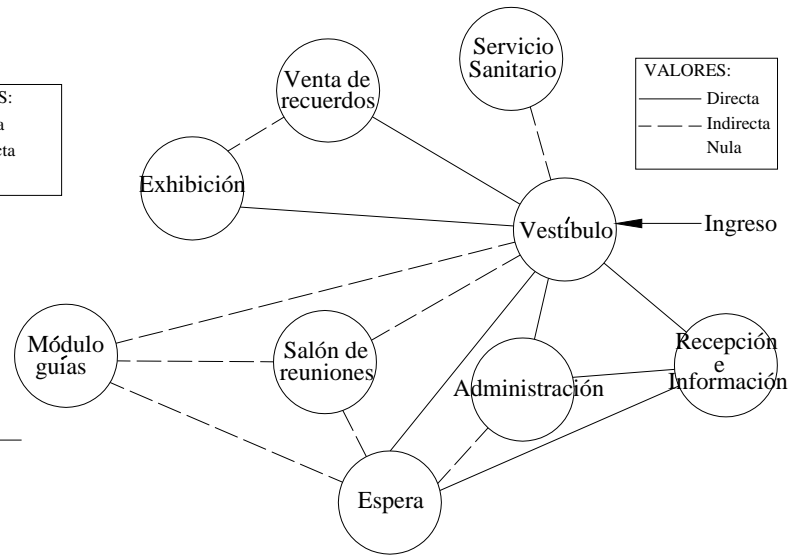 Servicio
Sanitario
VALORES:
Directa
Indirecta
Nula
Venta de
recuerdos
Exhibición
Vestíbulo
Ingreso
Módulo
guías
Salón de
reuniones
Administración
Recepción
e
Información
Espera